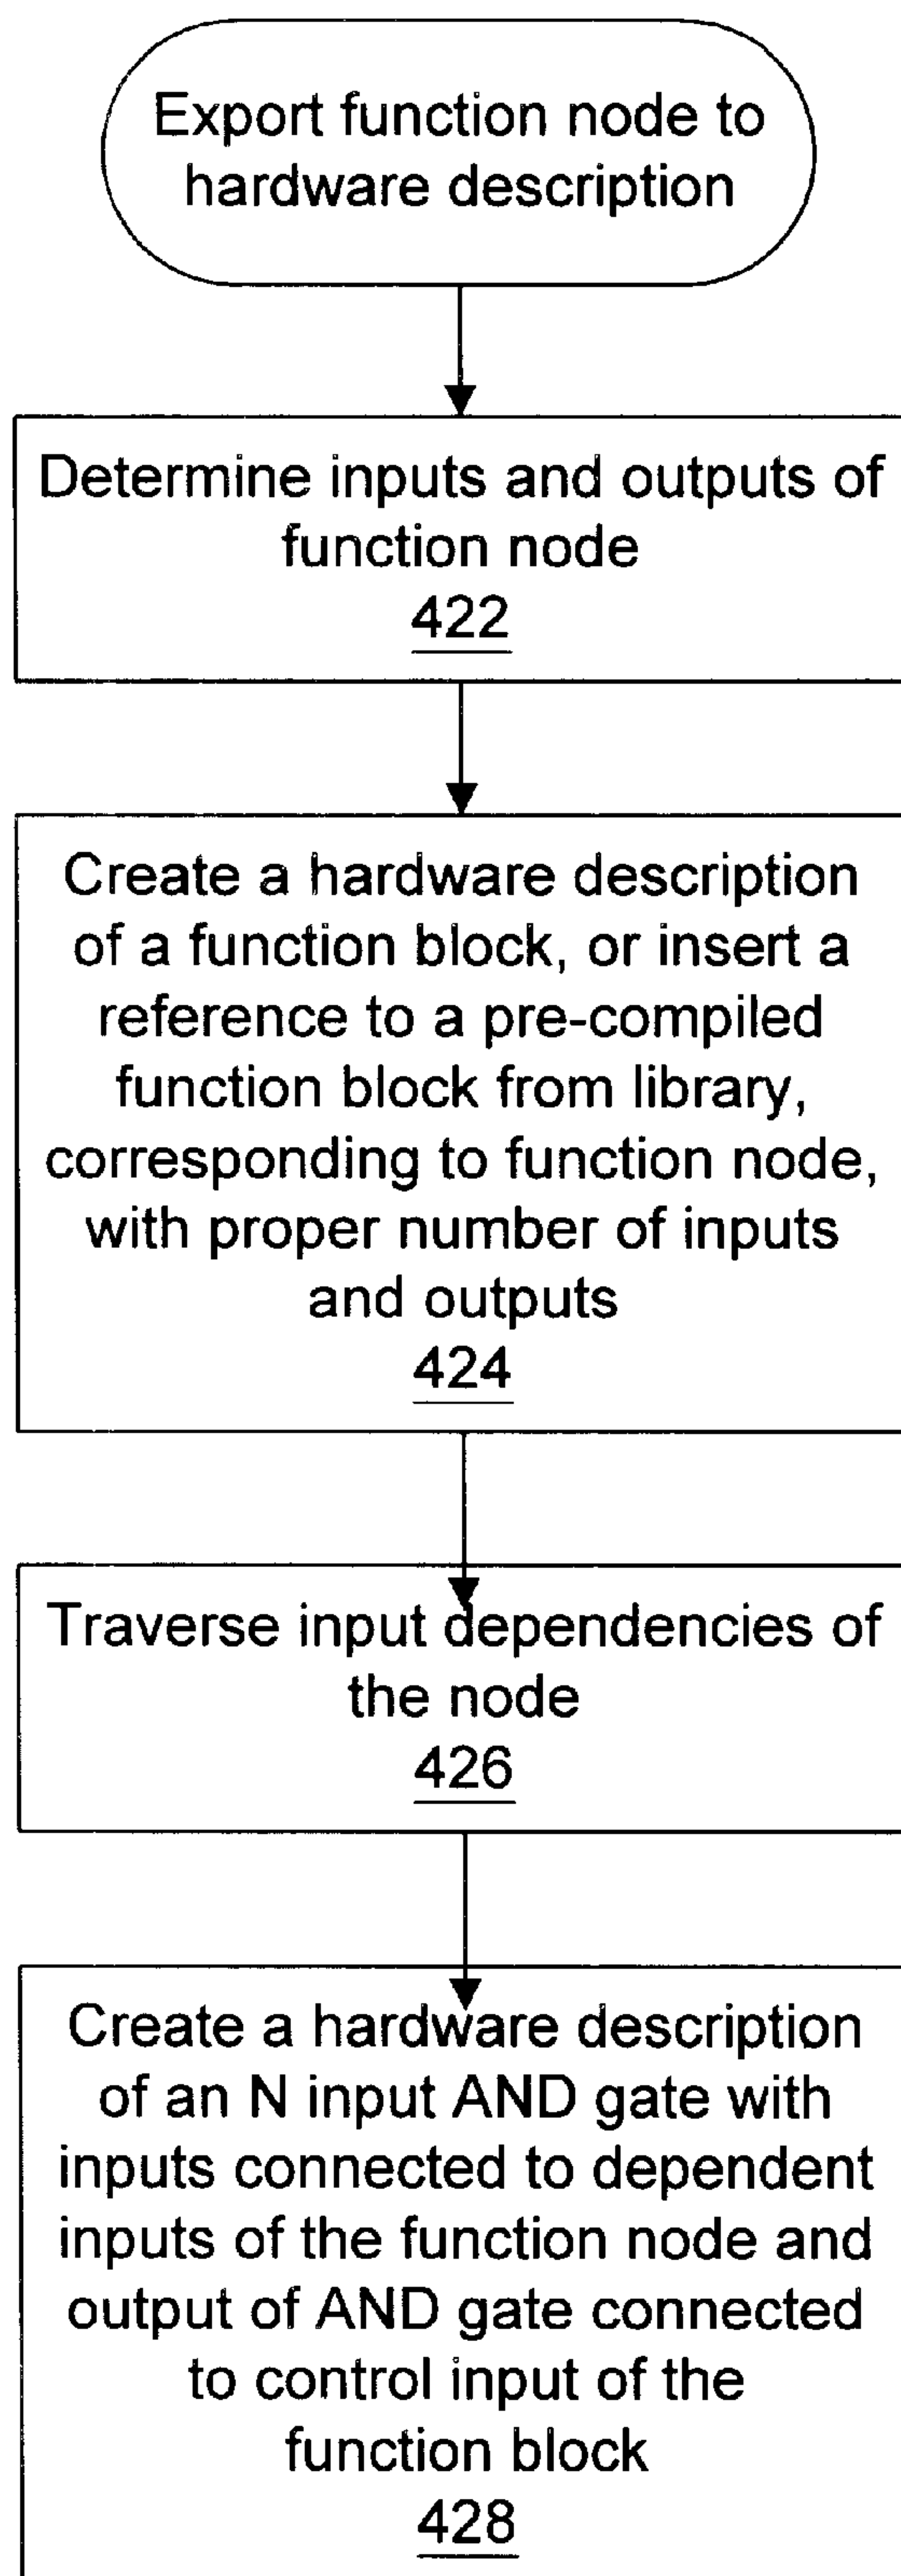 Export function node to
hardware description
Determine inputs and outputs of
function node
422
Create a hardware description
of a function block, or insert a
reference to a pre-compiled
function block from library,
corresponding to function node,
with proper number of inputs
and outputs
424
Traverse input dependencies of
the node
426
Create a hardware description
of an N input AND gate with
inputs connected to dependent
inputs of the function node and
output of AND gate connected
to control input of the
function block
428